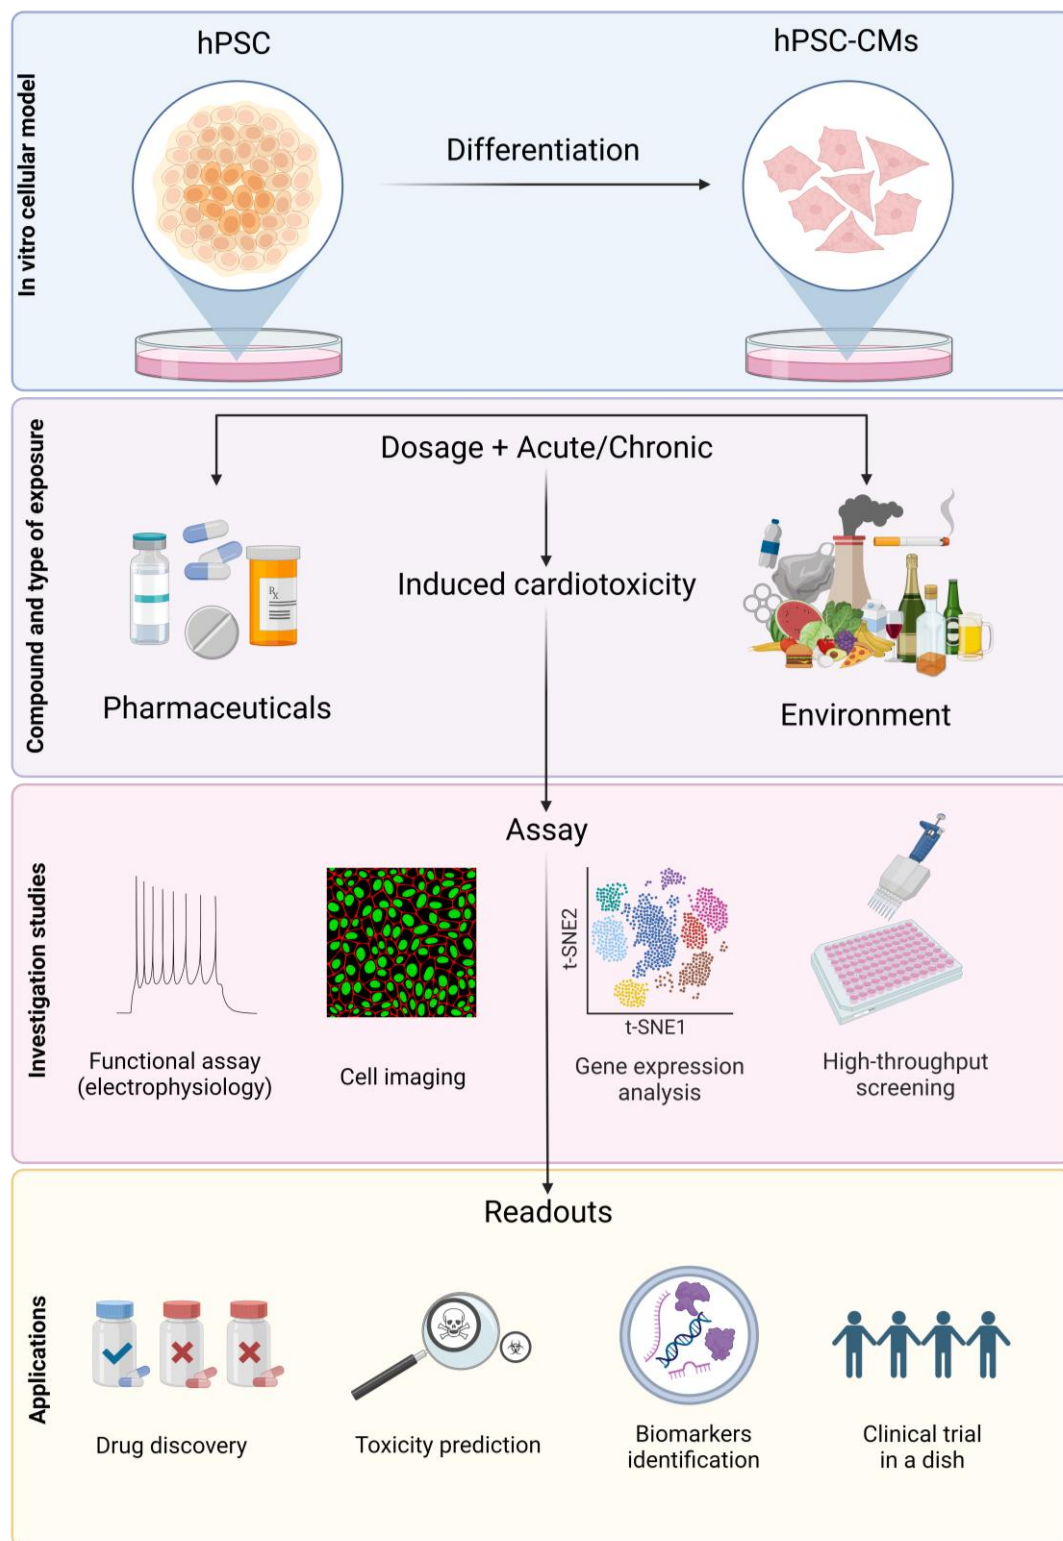 In vitro cellular model
hPSC
hPSC-CMs
Differentiation
Compound and type of exposure
Dosage + Acute/Chronic
Induced cardiotoxicity
Rx
Pharmaceuticals
Environment
Investigation studies
Assay
t-SNE2
t-SNE1
Functional assay
(electrophysiology)
Cell imaging
Gene expression
analysis
High-throughput
screening
Applications
Readouts
Drug discovery
Toxicity prediction
Biomarkers
identification
Clinical trial
in a dish